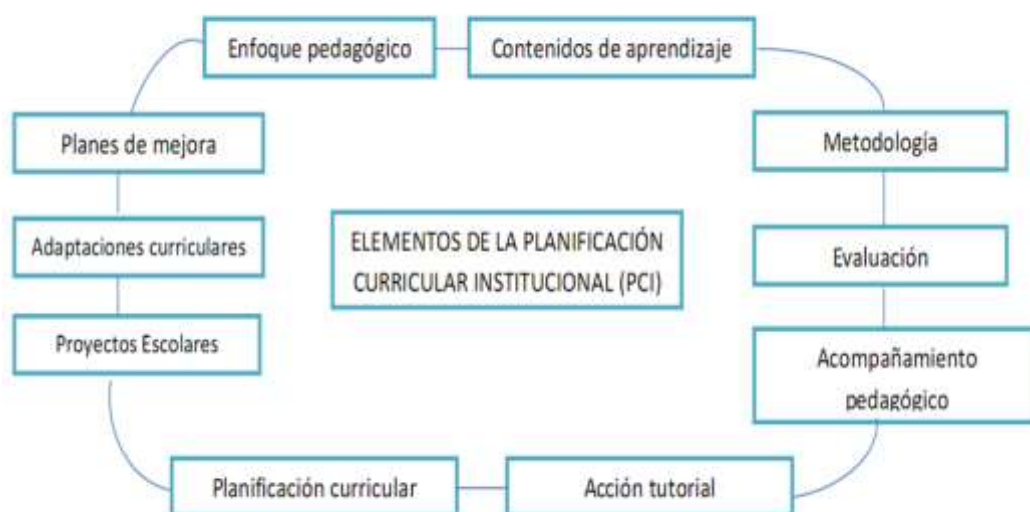 Enfoque pedagógico
Contenidos de aprendizaje
Metodología
Evaluación
Acompañamiento
pedagógico
Acción tutorial
Planificación curricular
Proyectos Escolares
Adaptaciones curriculares
Planes de mejora
ELEMENTOS DE LA PLANIFICACIÓN
CURRICULAR INSTITUCIONAL (PCI)